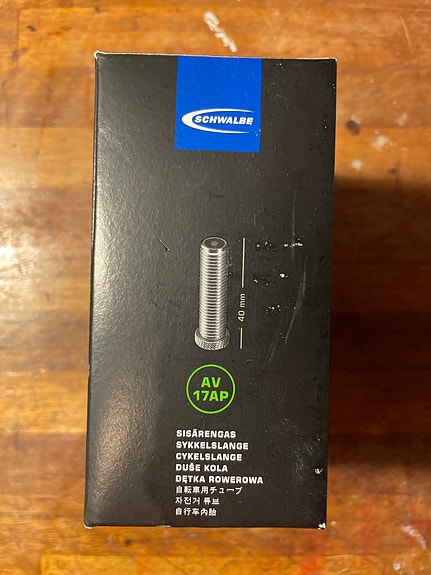 SCHWALBE
40 mm
AV
17AP
SISÄRENGAS
SYKKELSLANGE
CYKELSLANGE
DUŠE KOLA
DĘTKA ROWEROWA
自転車用チューブ
자전거 튜브
自行车内胎